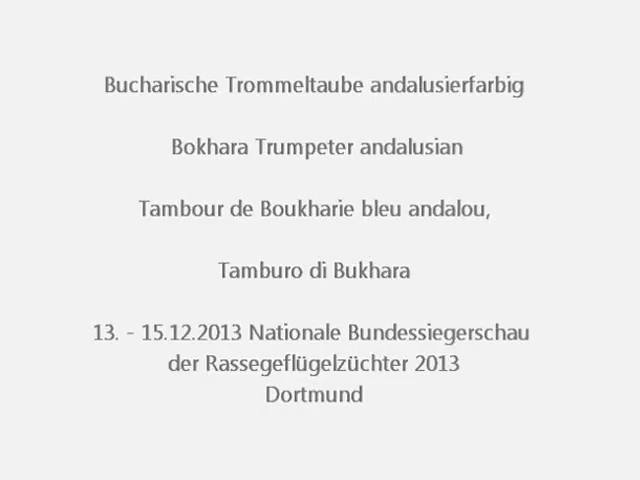 Bucharische Trommeltaube andalusierfarbig
Bokhara Trumpeter andalusian
Tambour de Boukharie bleu andalou,
Tamburo di Bukhara
13. - 15.12.2013 Nationale Bundessiegerschau
der Rassegeflügelzüchter 2013
Dortmund